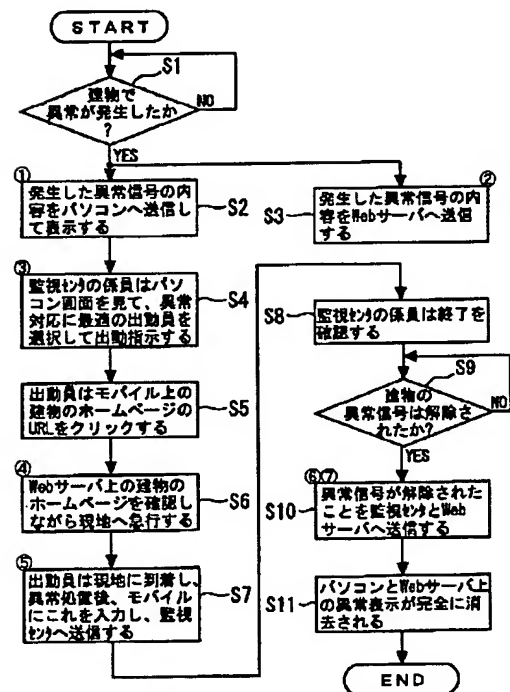 START
S1
建物で
異常が発生したか
?
NO
YES
①
発生した異常信号の内
容をパソコンへ送信し
て表示する
S2
②
発生した異常信号の内
容をWebサーバへ送信
する
S3
③
監視センタの係員はパソ
コン画面を見て、異常
対応に最適の出動員を
選択して出動指示する
S4
出動員はモバイル上の
建物のホームページの
URLをクリックする
S5
④
Webサーバ上の建物の
ホームページを確認し
ながら現地へ急行する
S6
⑤
出動員は現地に到着し、
異常処置後、モバイル
にこれを入力し、監視
センタへ送信する
S7
S8
監視センタの係員は終了を
確認する
S9
建物の
異常信号は解除さ
れたか?
NO
YES
⑥⑦
異常信号が解除された
ことを監視センタとWeb
サーバへ送信する
S10
パソコンとWebサーバ上
の異常表示が完全に消
去される
S11
END